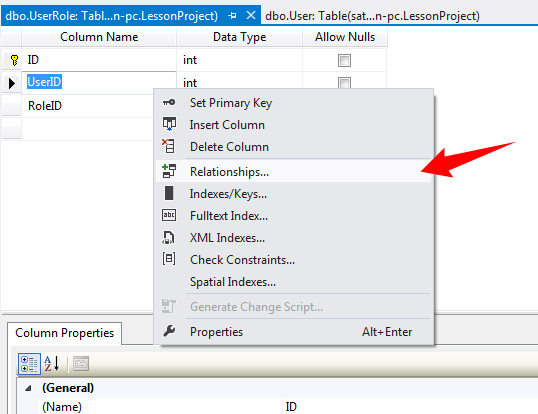 dbo.UserRole: Tabl...n-pc.LessonProject) dbo.User: Table(sat...n-pc.LessonProject)
Column Name Data Type Allow Nulls
ID int
UserID int
RoleID
Set Primary Key
Insert Column
Delete Column
Relationships...
Indexes/Keys...
Fulltext Index...
XML Indexes...
Check Constraints...
Spatial Indexes...
Generate Change Script...
Properties Alt+Enter
Column Properties
(General)
(Name) ID